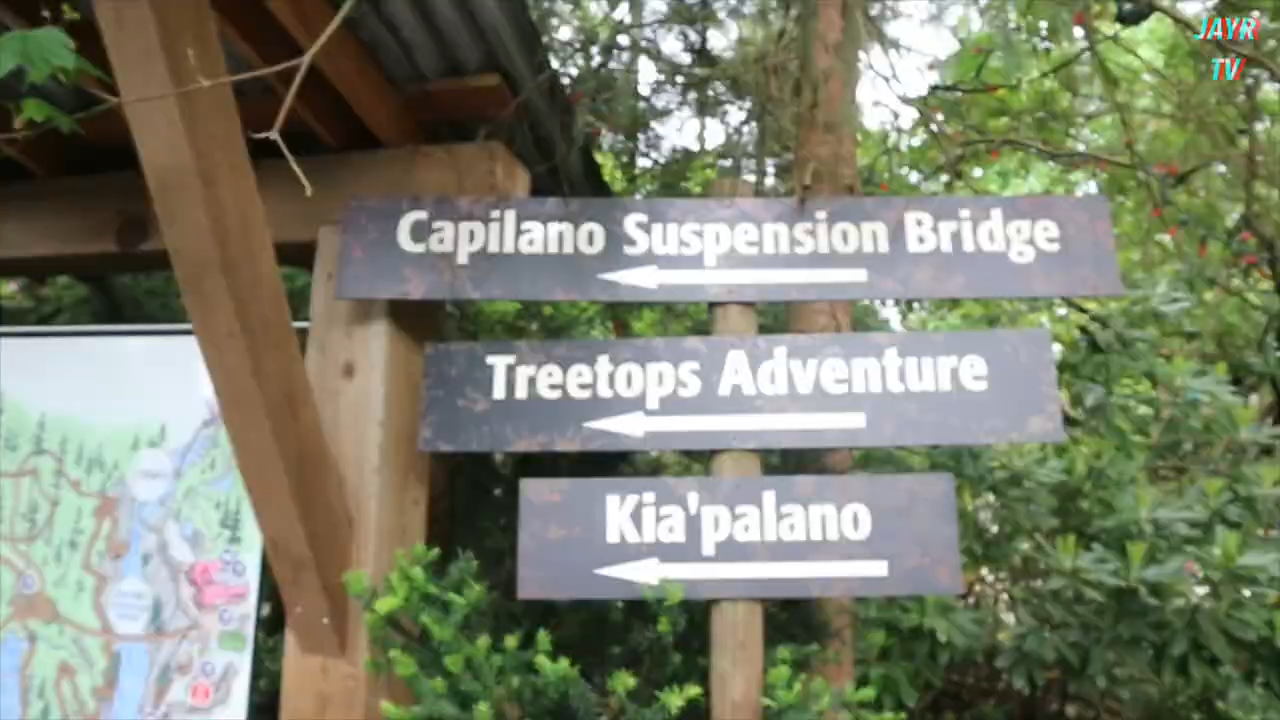 JAYR
TV
Capilano Suspension Bridge
Treetops Adventure
Kia'palano